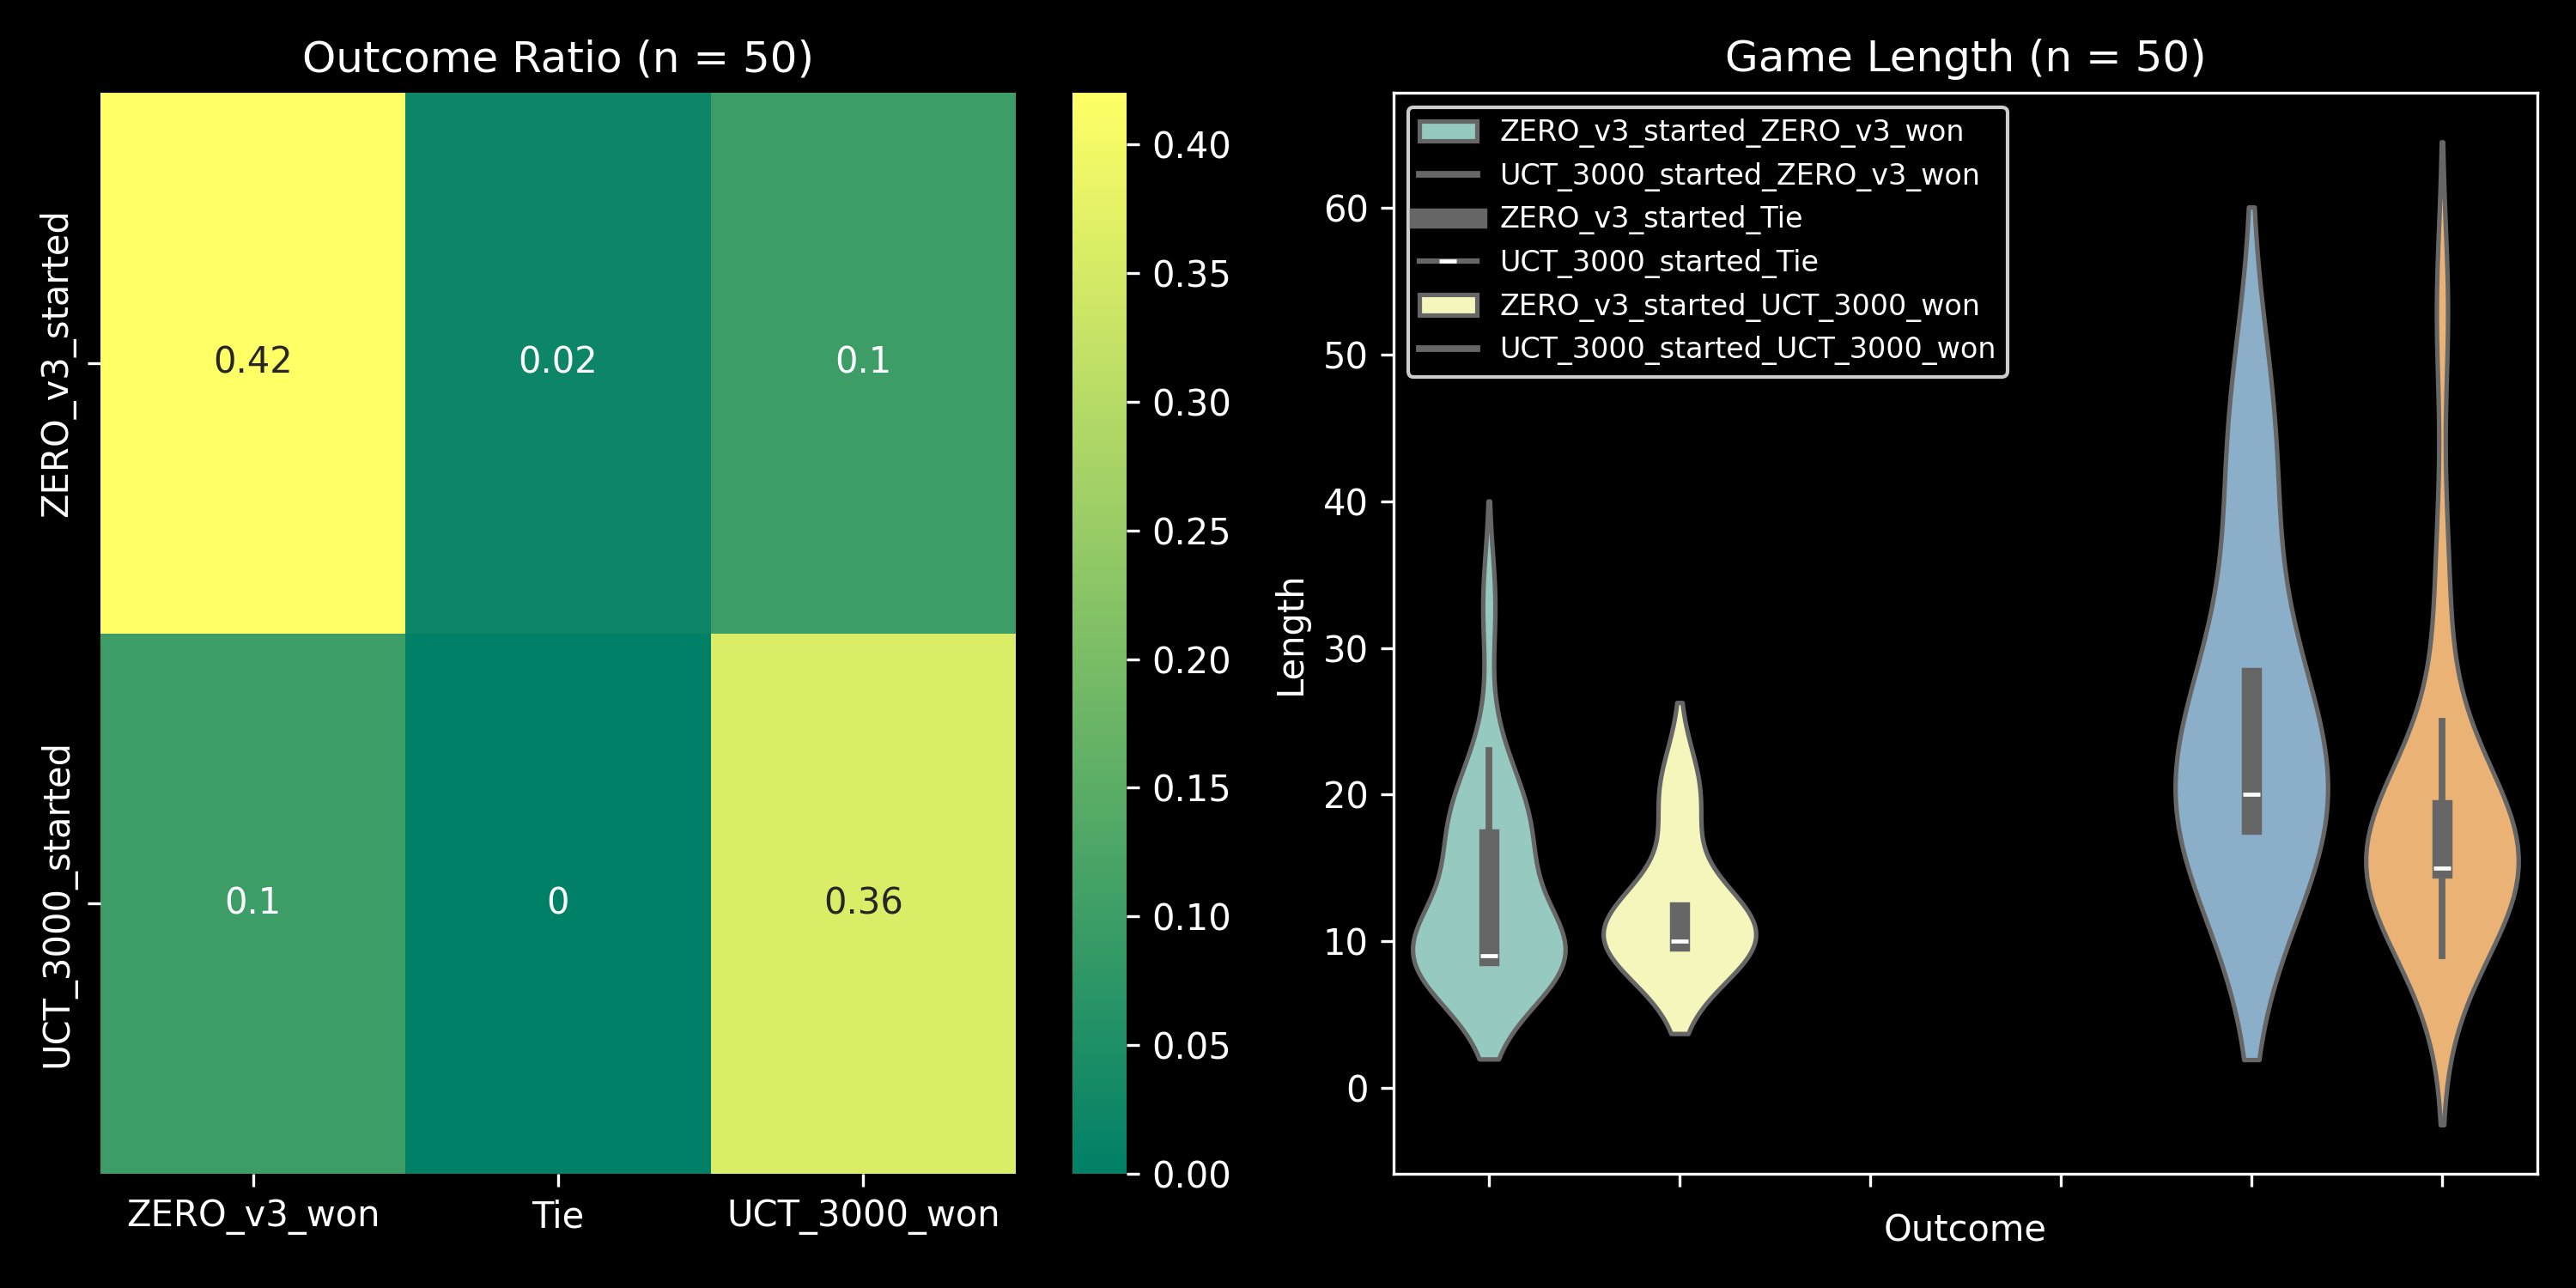 Outcome Ratio (n = 50)
ZERO_v3_started
UCT_3000_started
0.42
0.02
0.1
0.1
0
0.36
ZERO_v3_won
Tie
UCT_3000_won
0.40
0.35
0.30
0.25
0.20
0.15
0.10
0.05
0.00
Game Length (n = 50)
ZERO_v3_started_ZERO_v3_won
UCT_3000_started_ZERO_v3_won
ZERO_v3_started_Tie
UCT_3000_started_Tie
ZERO_v3_started_UCT_3000_won
UCT_3000_started_UCT_3000_won
Length
60
50
40
30
20
10
0
Outcome